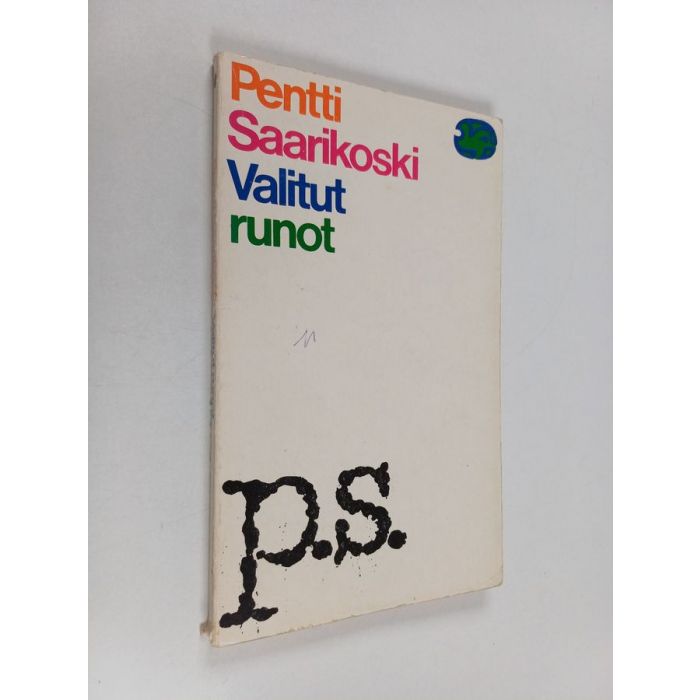 Pentti
Saarikoski
Valitut
runot
p.s.